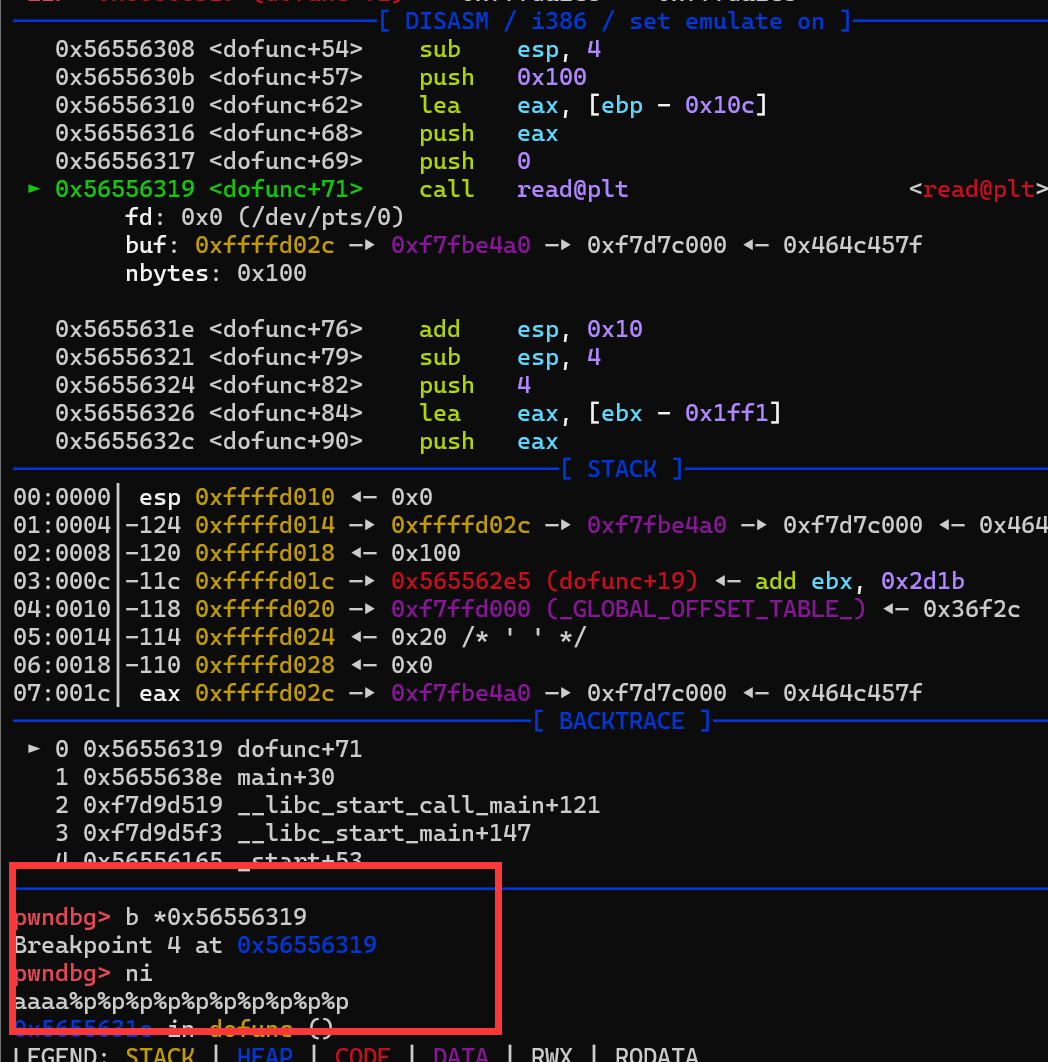 [ DISASM / i386 / set emulate on ]
0x56556308 <dofunc+54> sub esp, 4
0x5655630b <dofunc+57> push 0x100
0x56556310 <dofunc+62> lea eax, [ebp - 0x10c]
0x56556316 <dofunc+68> push eax
0x56556317 <dofunc+69> push 0
► 0x56556319 <dofunc+71> call read@plt <read@plt>
fd: 0x0 (/dev/pts/0)
buf: 0xffffd02c —▸ 0xf7fbe4a0 —▸ 0xf7d7c000 ◂— 0x464c457f
nbytes: 0x100
0x5655631e <dofunc+76> add esp, 0x10
0x56556321 <dofunc+79> sub esp, 4
0x56556324 <dofunc+82> push 4
0x56556326 <dofunc+84> lea eax, [ebx - 0x1ff1]
0x5655632c <dofunc+90> push eax
[ STACK ]
00:0000│ esp 0xffffd010 ◂— 0x0
01:0004│-124 0xffffd014 —▸ 0xffffd02c —▸ 0xf7fbe4a0 —▸ 0xf7d7c000 ◂— 0x464
02:0008│-120 0xffffd018 ◂— 0x100
03:000c│-11c 0xffffd01c —▸ 0x565562e5 (dofunc+19) ◂— add ebx, 0x2d1b
04:0010│-118 0xffffd020 —▸ 0xf7ffd000 (_GLOBAL_OFFSET_TABLE_) ◂— 0x36f2c
05:0014│-114 0xffffd024 ◂— 0x20 /* ' ' */
06:0018│-110 0xffffd028 ◂— 0x0
07:001c│ eax 0xffffd02c —▸ 0xf7fbe4a0 —▸ 0xf7d7c000 ◂— 0x464c457f
[ BACKTRACE ]
► 0 0x56556319 dofunc+71
1 0x5655638e main+30
2 0xf7d9d519 __libc_start_call_main+121
3 0xf7d9d5f3 __libc_start_main+147
4 0x56556165 _start+53
pwndbg> b *0x56556319
Breakpoint 4 at 0x56556319
pwndbg> ni
aaaa%p%p%p%p%p%p%p%p%p%p
0x5655631e in dofunc ()
LEGEND: STACK | HEAP | CODE | DATA | RWX | RODATA